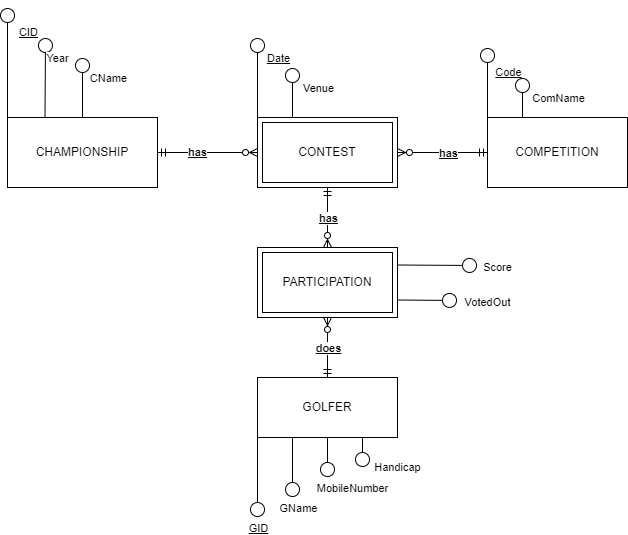 CID
Year
CName
Date
Venue
Code
ComName
CHAMPIONSHIP
has
CONTEST
has
COMPETITION
has
PARTICIPATION
Score
VotedOut
does
GOLFER
Handicap
MobileNumber
GName
GID